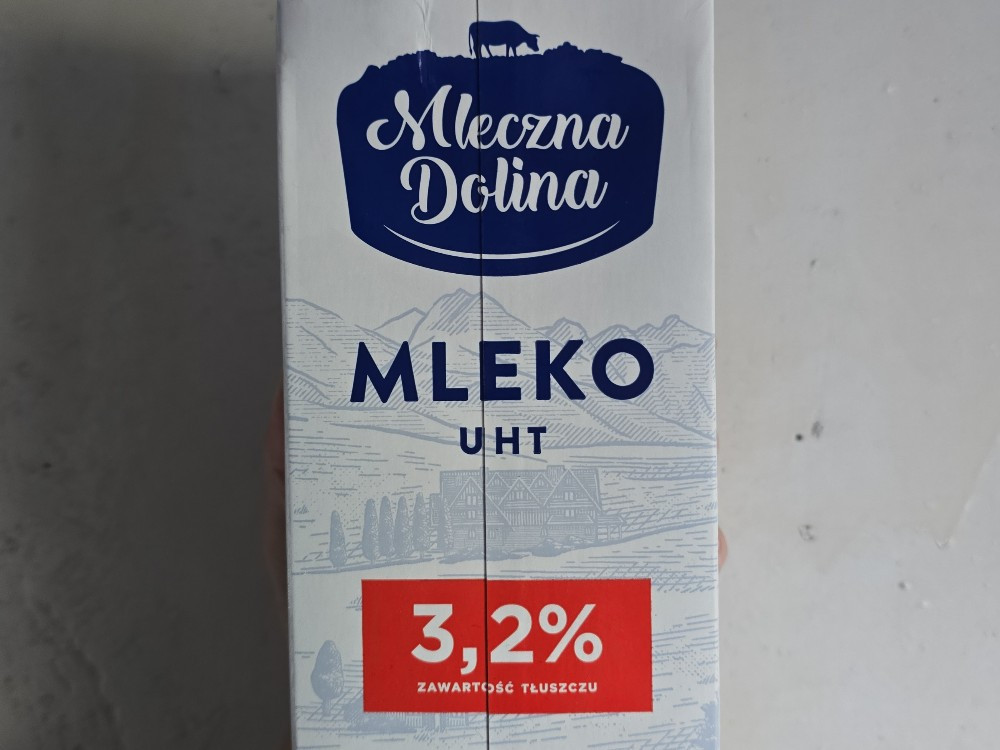 Mleczna
Dolina
MLEKO
UHT
3,2%
ZAWARTOŚĆ TŁUSZCZU